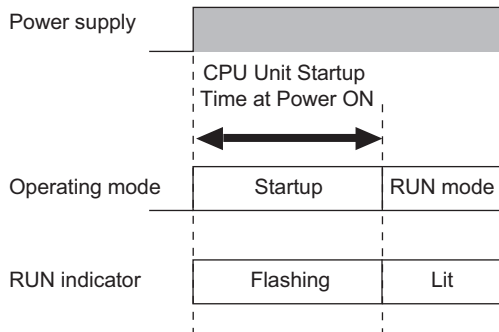 Power supply
CPU Unit Startup
Time at Power ON
Operating mode
Startup
RUN mode
RUN indicator
Flashing
Lit